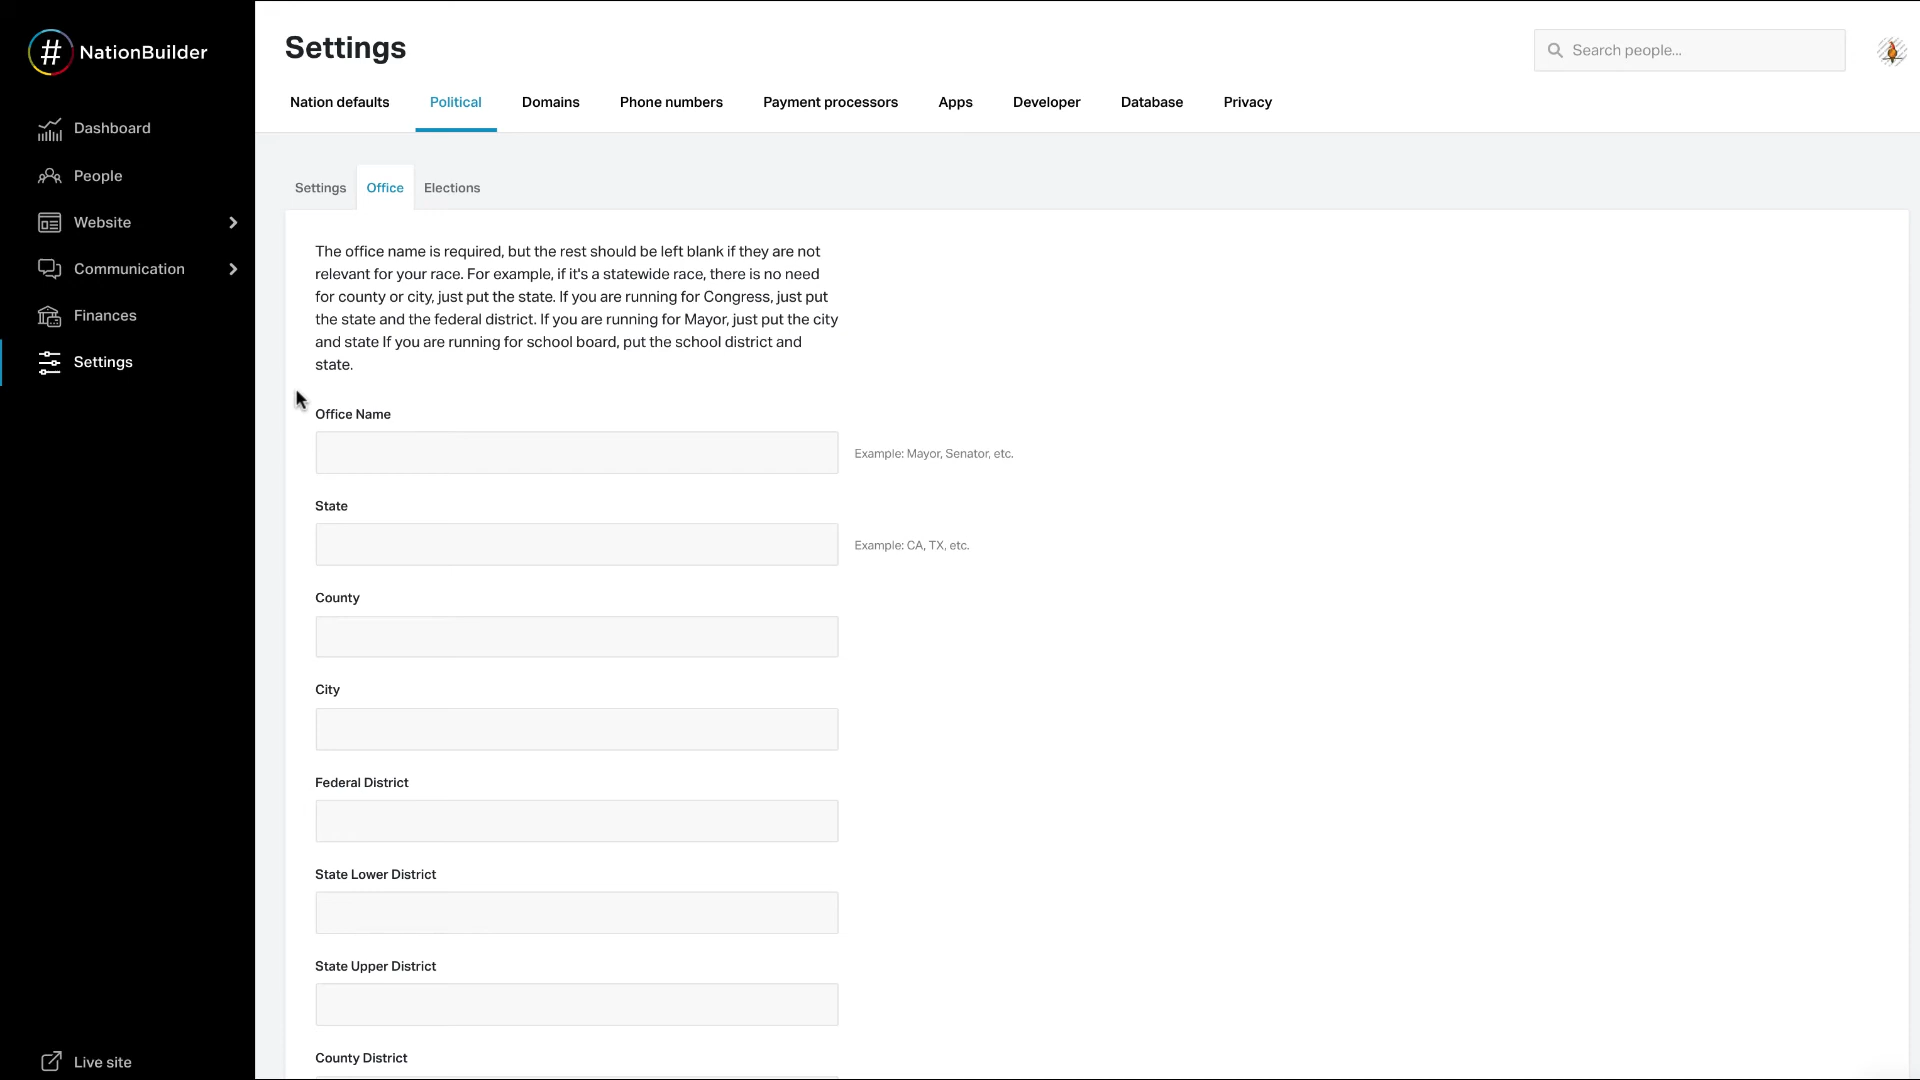 #
NationBuilder
Settings
Search people...
Nation defaults
Political
Domains
Phone numbers
Payment processors
Apps
Developer
Database
Privacy
Dashboard
People
Website
Communication
Finances
Settings
Live site
Settings
Office
Elections
The office name is required, but the rest should be left blank if they are not
relevant for your race. For example, if it's a statewide race, there is no need
for county or city, just put the state. If you are running for Congress, just put
the state and the federal district. If you are running for Mayor, just put the city
and state If you are running for school board, put the school district and
state.
Office Name
Example: Mayor, Senator, etc.
State
Example: CA, TX, etc.
County
City
Federal District
State Lower District
State Upper District
County District